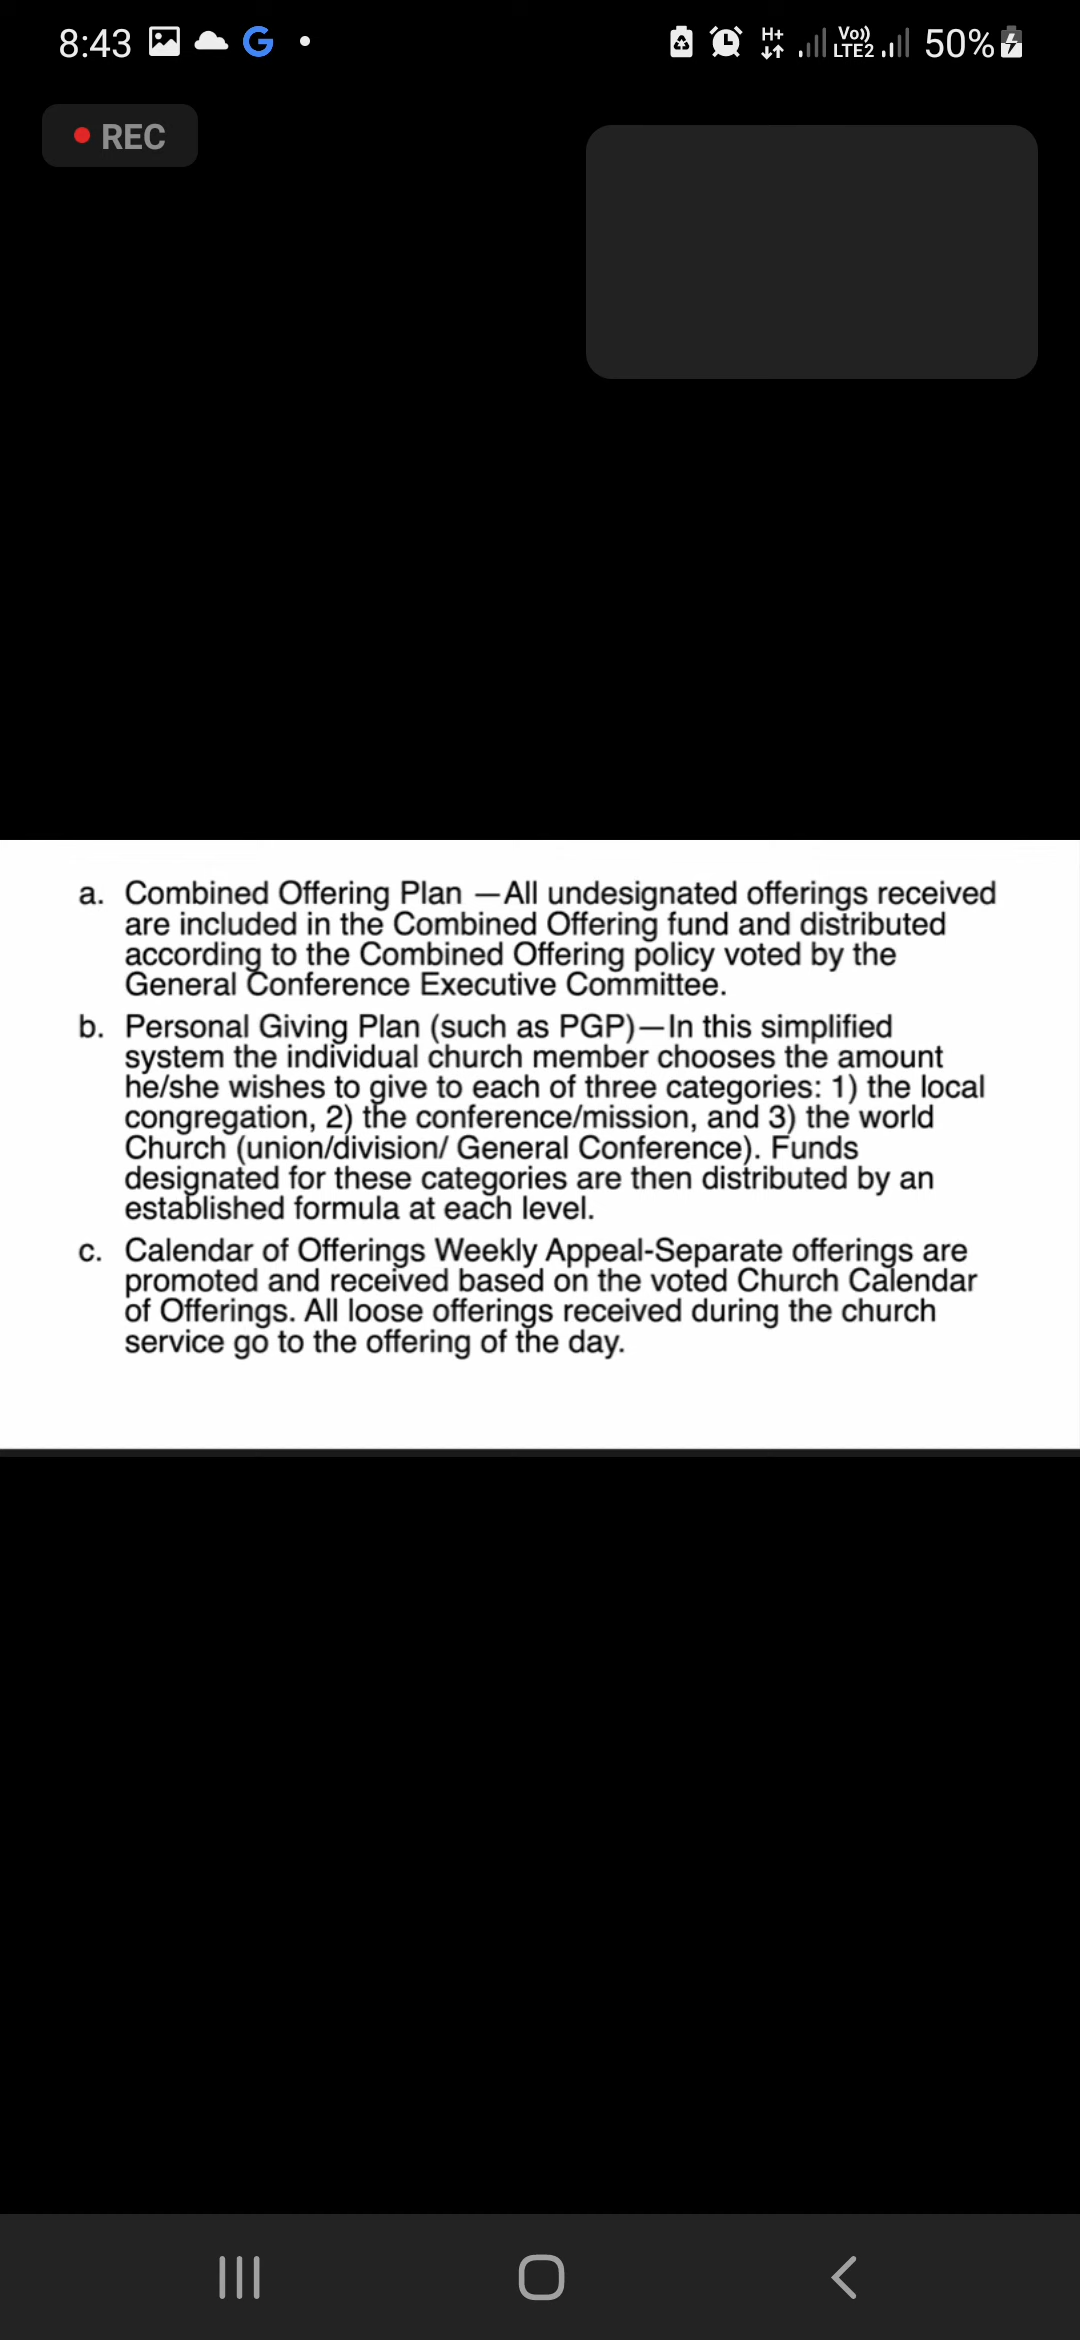 8:43
H+ Vo)) LTE2 50%
REC
a. Combined Offering Plan —All undesignated offerings received
are included in the Combined Offering fund and distributed
according to the Combined Offering policy voted by the
General Conference Executive Committee.
b. Personal Giving Plan (such as PGP)—In this simplified
system the individual church member chooses the amount
he/she wishes to give to each of three categories: 1) the local
congregation, 2) the conference/mission, and 3) the world
Church (union/division/ General Conference). Funds
designated for these categories are then distributed by an
established formula at each level.
c. Calendar of Offerings Weekly Appeal-Separate offerings are
promoted and received based on the voted Church Calendar
of Offerings. All loose offerings received during the church
service go to the offering of the day.